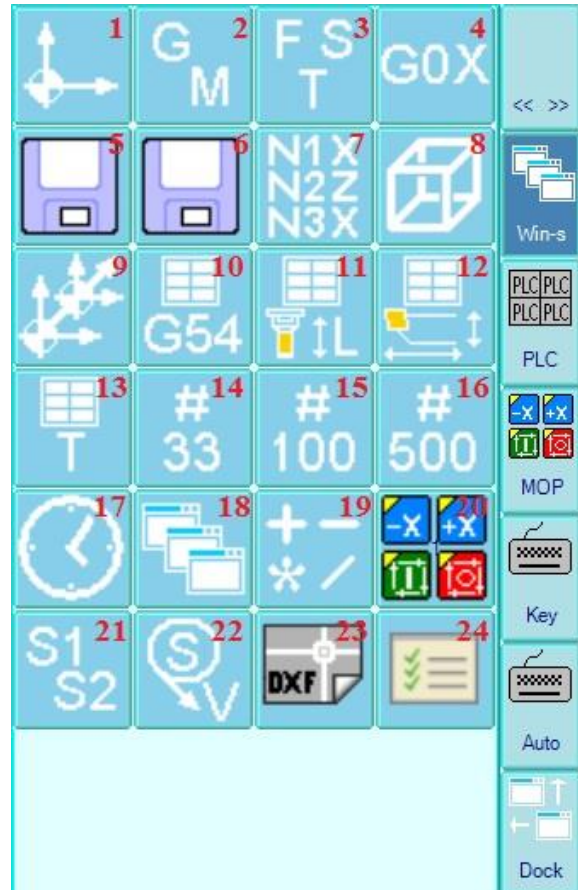 1
G M 2
F S T 3
G0X 4
<< >>
5
6
N1X 7
N2Z
N3X
8
Win-s
9
G54 10
L 11
12
PLC PLC
PLC PLC
PLC
T 13
# 14
33
# 15
100
# 16
500
-X +X
MOP
17
18
+ - 19
* /
-X +X 20
Key
S1 21
S2
S 22
V
DXF 23
24
Auto
Dock